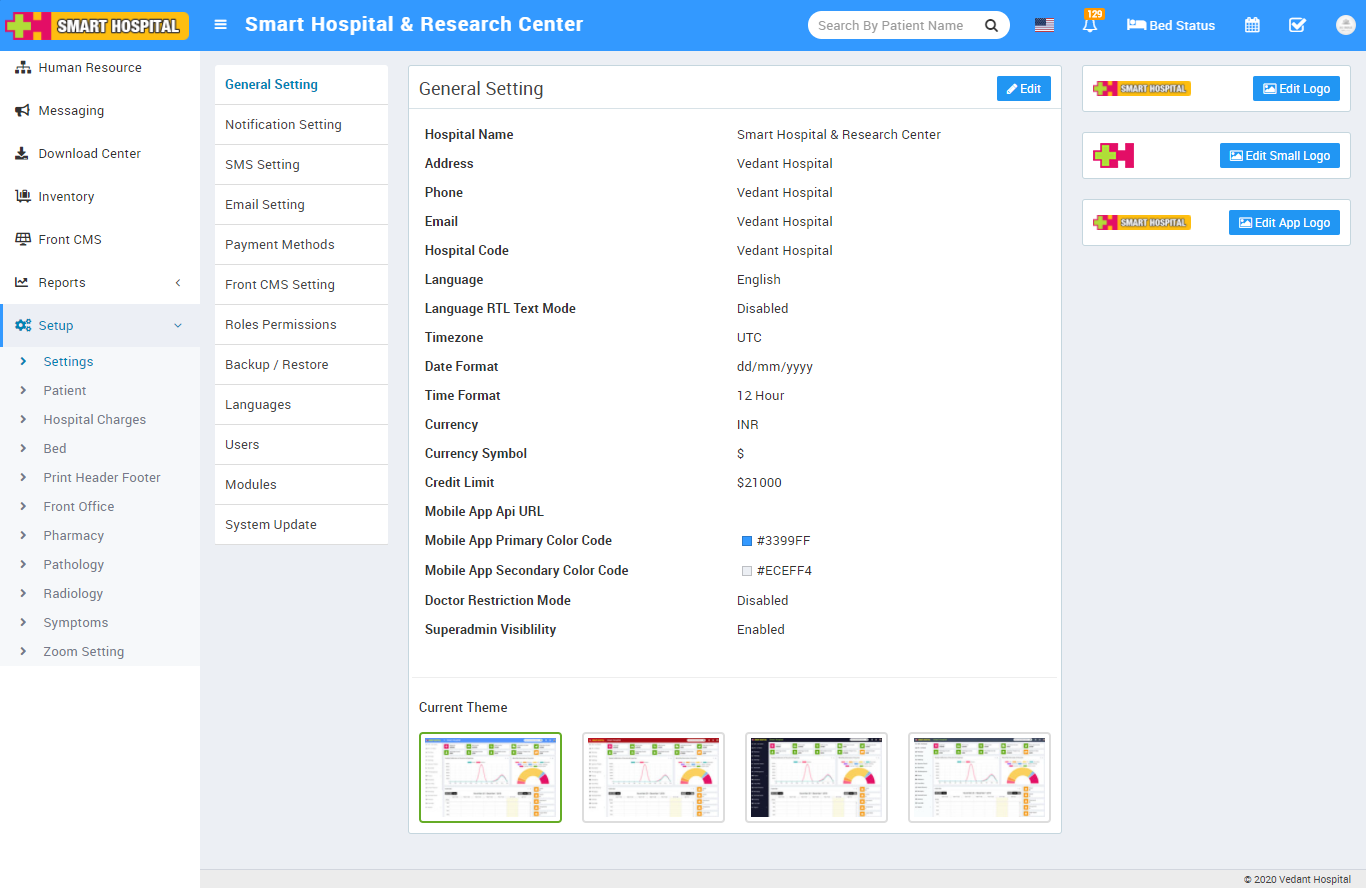 SMART HOSPITAL
Smart Hospital & Research Center
Search By Patient Name
129
Bed Status
Human Resource
Messaging
Download Center
Inventory
Front CMS
Reports
Setup
Settings
Patient
Hospital Charges
Bed
Print Header Footer
Front Office
Pharmacy
Pathology
Radiology
Symptoms
Zoom Setting
General Setting
Notification Setting
SMS Setting
Email Setting
Payment Methods
Front CMS Setting
Roles Permissions
Backup / Restore
Languages
Users
Modules
System Update
General Setting
Edit
Hospital Name Smart Hospital & Research Center
Address Vedant Hospital
Phone Vedant Hospital
Email Vedant Hospital
Hospital Code Vedant Hospital
Language English
Language RTL Text Mode Disabled
Timezone UTC
Date Format dd/mm/yyyy
Time Format 12 Hour
Currency INR
Currency Symbol $
Credit Limit $21000
Mobile App Api URL
Mobile App Primary Color Code #3399FF
Mobile App Secondary Color Code #ECEFF4
Doctor Restriction Mode Disabled
Superadmin Visiblility Enabled
Current Theme
SMART HOSPITAL Edit Logo
Edit Small Logo
SMART HOSPITAL Edit App Logo
© 2020 Vedant Hospital